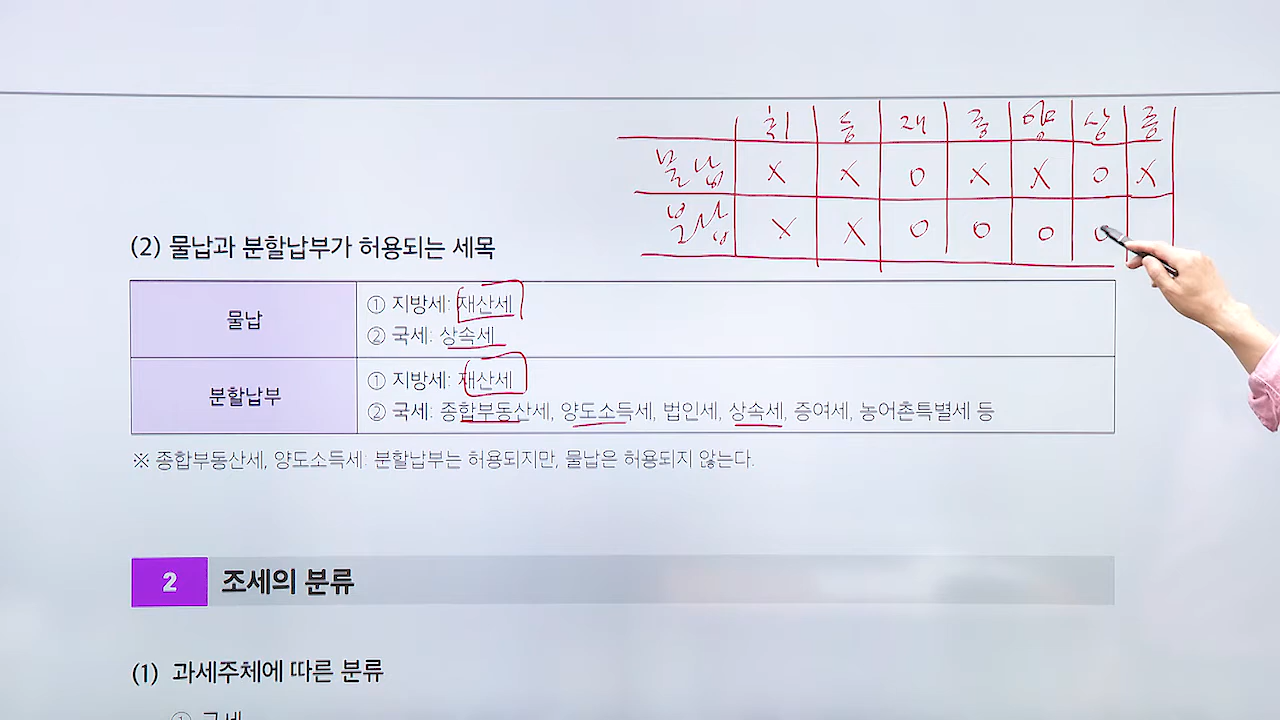 취 등 재 종 양 상 증
물납 X X O X X O X
분납 X X O O O O
(2) 물납과 분할납부가 허용되는 세목
물납
① 지방세: 재산세
② 국세: 상속세
분할납부
① 지방세: 재산세
② 국세: 종합부동산세, 양도소득세, 법인세, 상속세, 증여세, 농어촌특별세 등
※ 종합부동산세, 양도소득세: 분할납부는 허용되지만, 물납은 허용되지 않는다.
2 조세의 분류
(1) 과세주체에 따른 분류
① 국세